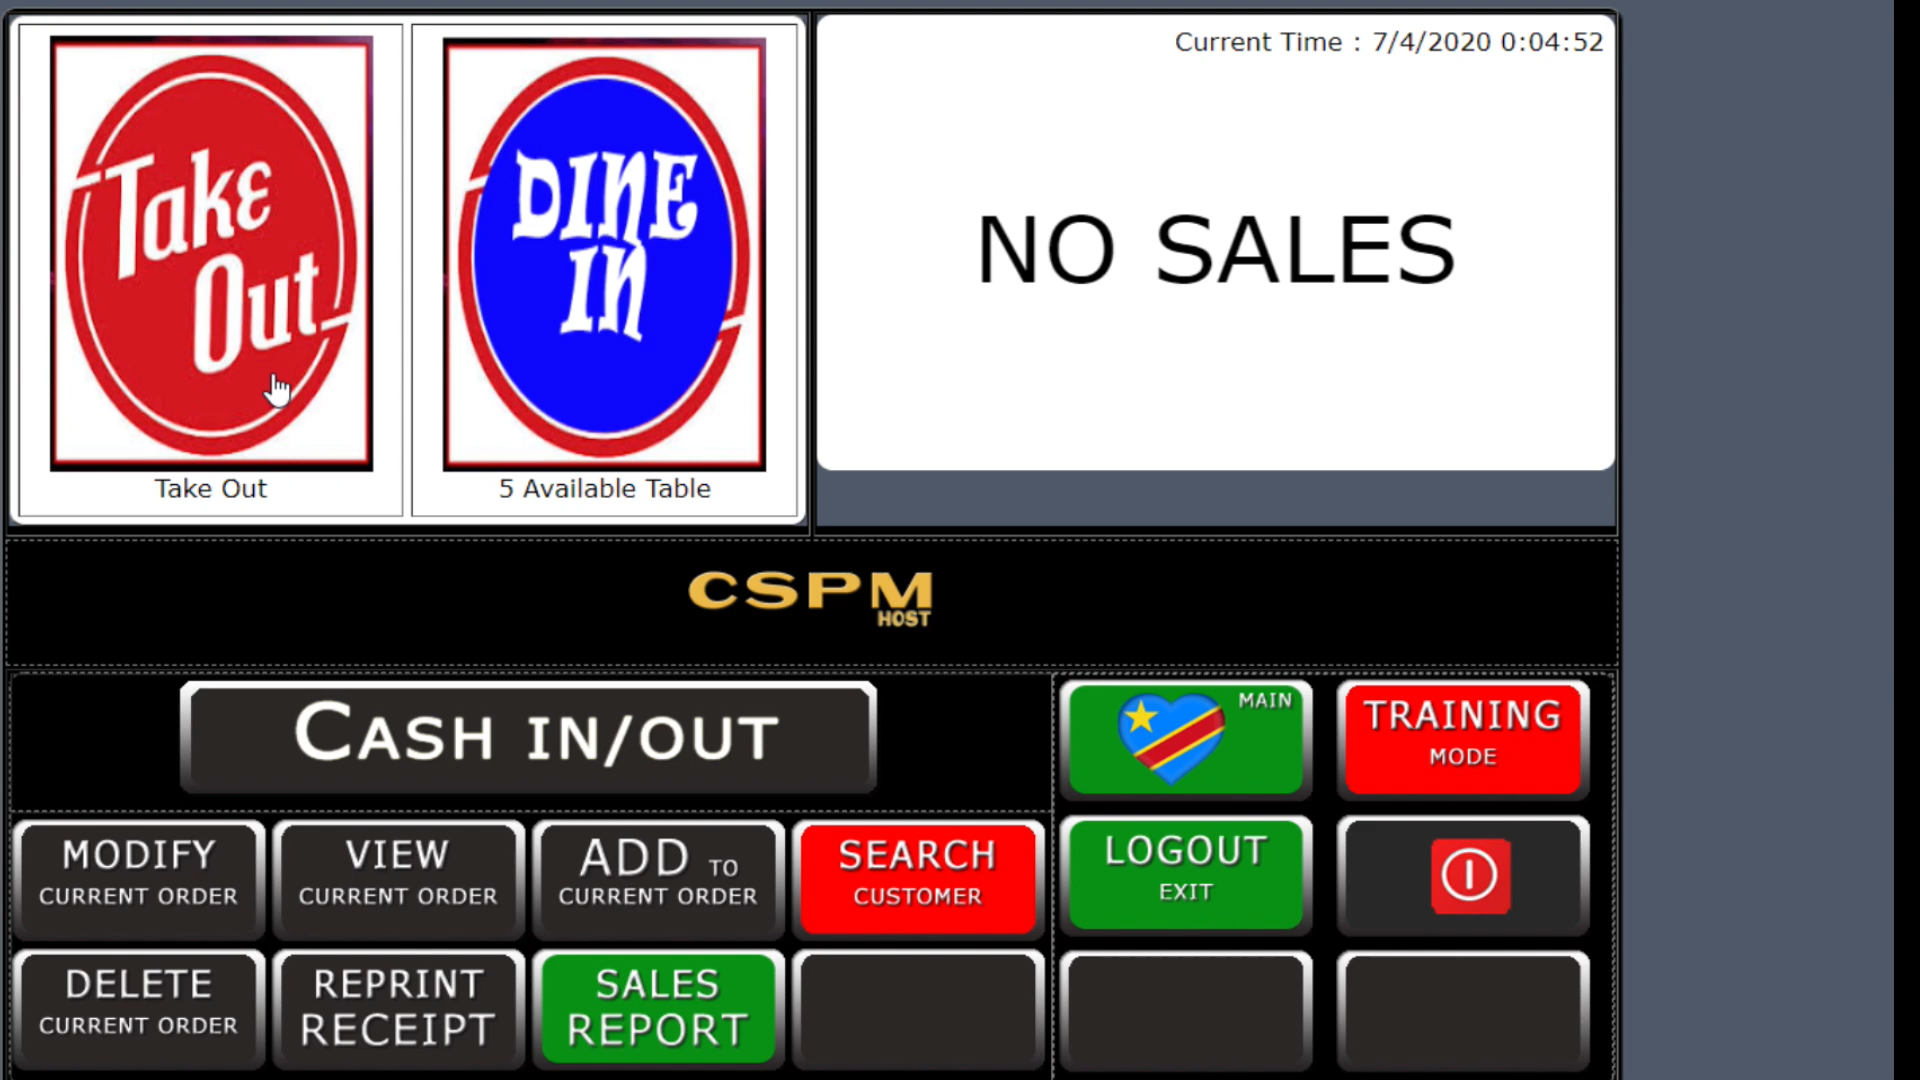 Take
Out
Take Out
DINE
IN
5 Available Table
Current Time : 7/4/2020 0:04:52
NO SALES
CSPM
HOST
CASH IN/OUT
MAIN
TRAINING
MODE
MODIFY
CURRENT ORDER
VIEW
CURRENT ORDER
ADD TO
CURRENT ORDER
SEARCH
CUSTOMER
LOGOUT
EXIT
DELETE
CURRENT ORDER
REPRINT
RECEIPT
SALES
REPORT